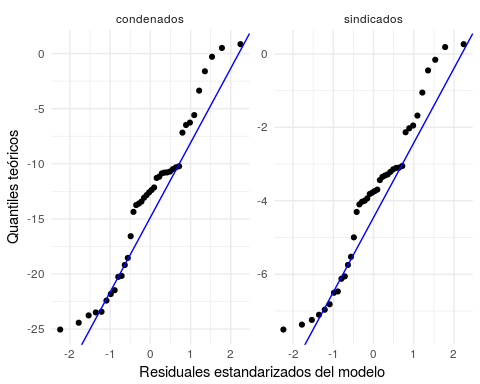 condenados sindicados
0 0
-5
-2
-10
-4
-15
-20
-6
-25
-2 -1 0 1 2 -2 -1 0 1 2
Quantiles teóricos
Residuales estandarizados del modelo